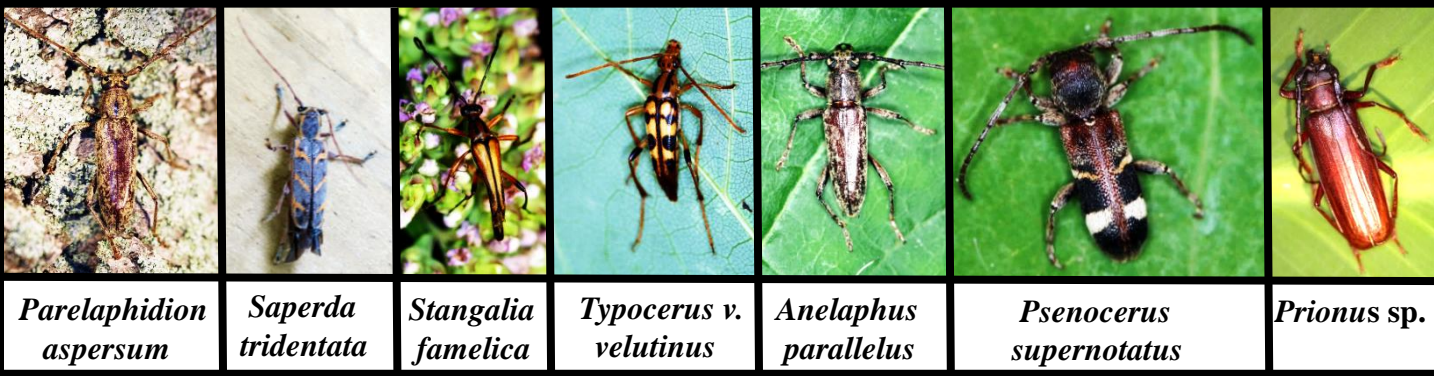 Parelaphidion
aspersum
Saperda
tridentata
Stangalia
famelica
Typocerus v.
velutinus
Anelaphus
parallelus
Psenocerus
supernotatus
Prionus sp.